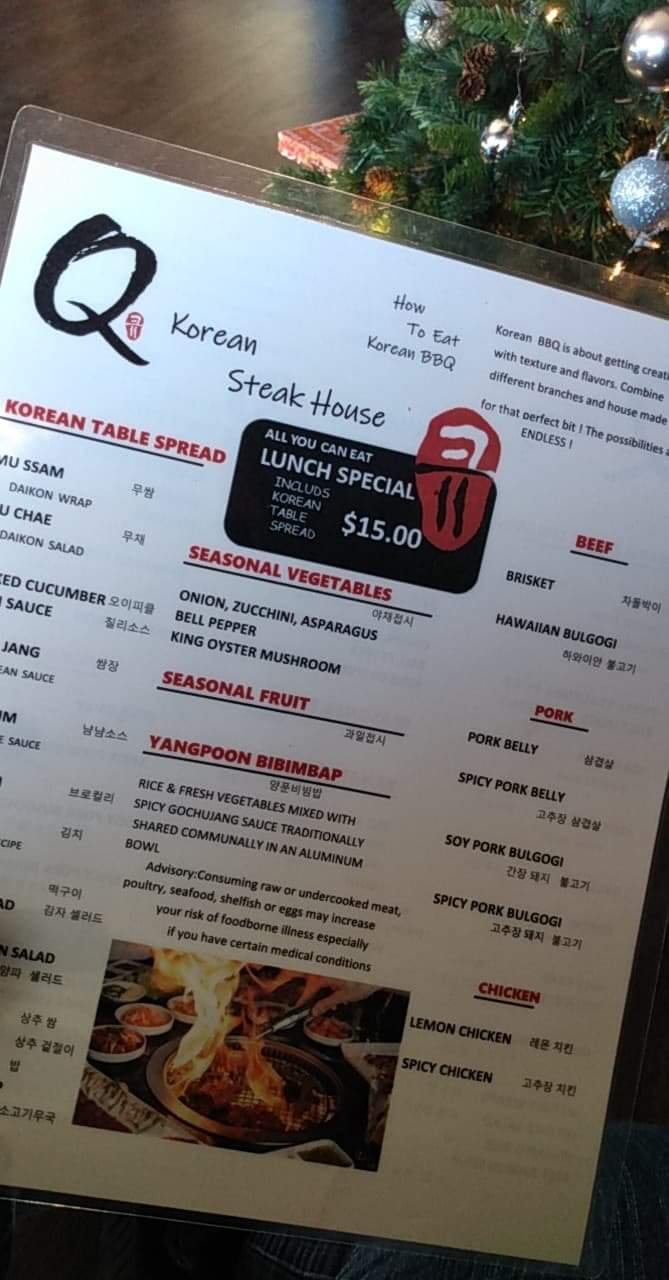 Q
Korean
Steak House
How
To Eat
Korean BBQ
Korean BBQ is about getting creati
with texture and flavors. Combine
different branches and house made
for that perfect bit ! The possibilities a
ENDLESS !
KOREAN TABLE SPREAD
MU SSAM 무쌈
DAIKON WRAP
U CHAE 무채
DAIKON SALAD
KED CUCUMBER 오이피클
I SAUCE 칠리소스
JANG 쌈장
EAN SAUCE
UM 남남소스
E SAUCE
브로컬리
김치
CIPE
떡구이
AD 감자 셀러드
N SALAD
양파 셀러드
상추 쌈
상추 겉절이
밥
P
소고기무국
ALL YOU CAN EAT
LUNCH SPECIAL
INCLUDS
KOREAN
TABLE
SPREAD
$15.00
SEASONAL VEGETABLES
야채접시
ONION, ZUCCHINI, ASPARAGUS
BELL PEPPER
KING OYSTER MUSHROOM
SEASONAL FRUIT
과일접시
YANGPOON BIBIMBAP
양푼비빔밥
RICE & FRESH VEGETABLES MIXED WITH
SPICY GOCHUJANG SAUCE TRADITIONALLY
SHARED COMMUNALLY IN AN ALUMINUM
BOWL
Advisory:Consuming raw or undercooked meat,
poultry, seafood, shelfish or eggs may increase
your risk of foodborne illness especially
if you have certain medical conditions
BEEF
BRISKET 차돌박이
HAWAIIAN BULGOGI
하와이안 불고기
PORK
PORK BELLY 삼겹살
SPICY PORK BELLY
고추장 삼겹살
SOY PORK BULGOGI
간장 돼지 불고기
SPICY PORK BULGOGI
고추장 돼지 불고기
CHICKEN
LEMON CHICKEN 레몬 치킨
SPICY CHICKEN 고추장 치킨